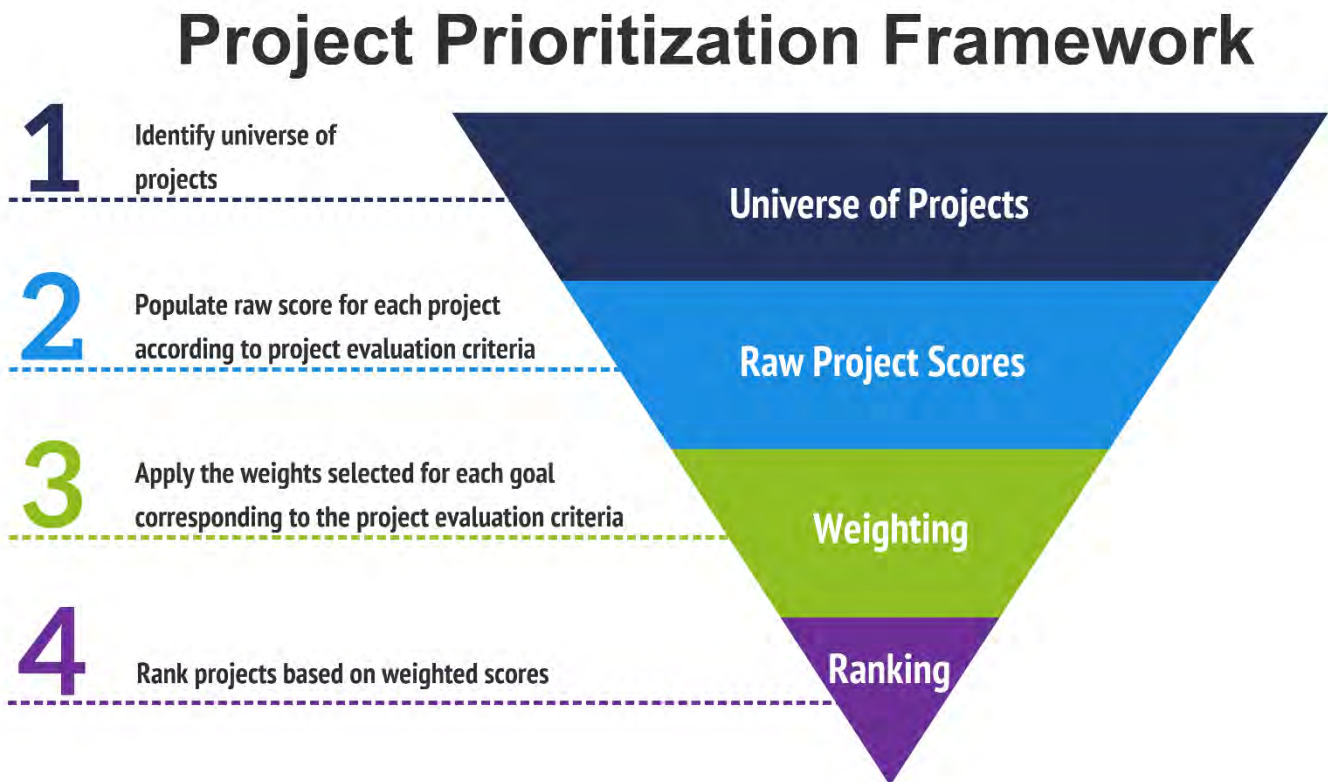 Project Prioritization Framework
1
Identify universe of
projects
Universe of Projects
2
Populate raw score for each project
according to project evaluation criteria
Raw Project Scores
3
Apply the weights selected for each goal
corresponding to the project evaluation criteria
Weighting
4
Rank projects based on weighted scores
Ranking